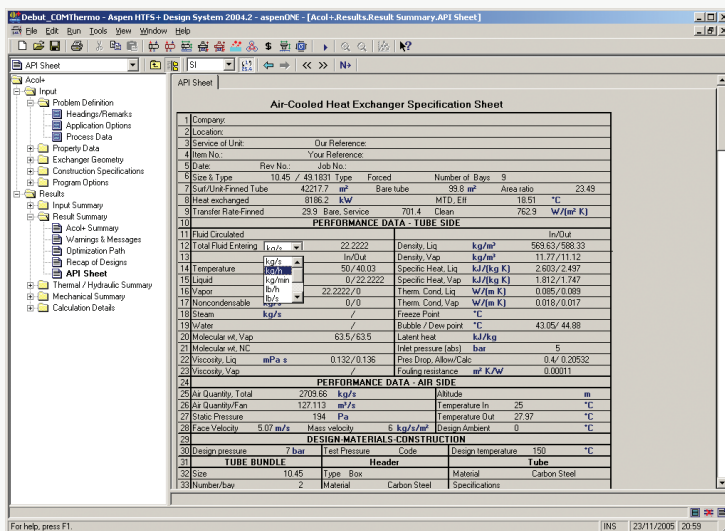 Debut_COMThermo - Aspen HTFS+ Design System 2004.2 - aspenONE - [Acol+.Results.Result Summary.API Sheet]
File Edit Run Tools View Window Help
API Sheet SI
Acol+
Input
Problem Definition
Headings/Remarks
Application Options
Process Data
Property Data
Exchanger Geometry
Construction Specifications
Program Options
Results
Input Summary
Result Summary
Acol+ Summary
Warnings & Messages
Optimization Path
Recap of Designs
API Sheet
Thermal / Hydraulic Summary
Mechanical Summary
Calculation Details
API Sheet
Air-Cooled Heat Exchanger Specification Sheet
1 Company:
2 Location:
3 Service of Unit: Our Reference:
4 Item No.: Your Reference:
5 Date: Rev No.: Job No.:
6 Size & Type 10.45 / 49.1831 Type Forced Number of Bays 9
7 Surf/Unit-Finned Tube 42217.7 m² Bare tube 99.8 m² Area ratio 23.49
8 Heat exchanged 8186.2 kW MTD, Eff 18.51 °C
9 Transfer Rate-Finned 29.9 Bare, Service 701.4 Clean 762.9 W/(m² K)
10 PERFORMANCE DATA - TUBE SIDE
11 Fluid Circulated In/Out
12 Total Fluid Entering kg/s 22.2222 Density, Liq kg/m³ 569.63/588.33
13 In/Out Density, Vap kg/m³ 11.77/11.12
14 Temperature 50/40.03 Specific Heat, Liq kJ/(kg K) 2.603/2.497
15 Liquid 0/22.2222 Specific Heat, Vap kJ/(kg K) 1.812/1.747
16 Vapor 22.2222/0 Therm. Cond, Liq W/(m K) 0.085/0.089
17 Noncondensable 0/0 Therm. Cond, Vap W/(m K) 0.018/0.017
kg/s
kg/h
kg/min
lb/h
lb/s
18 Steam kg/s / Freeze Point °C
19 Water / Bubble / Dew point °C 43.05/ 44.88
20 Molecular wt, Vap 63.5/63.5 Latent heat kJ/kg
21 Molecular wt, NC Inlet pressure (abs) bar 5
22 Viscosity, Liq mPa s 0.132/0.136 Pres Drop, Allow/Calc 0.4/ 0.20532
23 Viscosity, Vap / Fouling resistance m² K/W 0.00011
24 PERFORMANCE DATA - AIR SIDE
25 Air Quantity, Total 2709.66 kg/s Altitude m
26 Air Quantity/Fan 127.113 m³/s Temperature In 25 °C
27 Static Pressure 194 Pa Temperature Out 27.97 °C
28 Face Velocity 5.07 m/s Mass velocity 6 kg/s/m² Design Ambient 0 °C
29 DESIGN-MATERIALS-CONSTRUCTION
30 Design pressure 7 bar Test Pressure Code Design temperature 150 °C
31 TUBE BUNDLE Header Tube
32 Size 10.45 Type Box Material Carbon Steel
33 Number/bay 2 Material Carbon Steel Specifications
For help, press F1. INS 23/11/2005 20:59